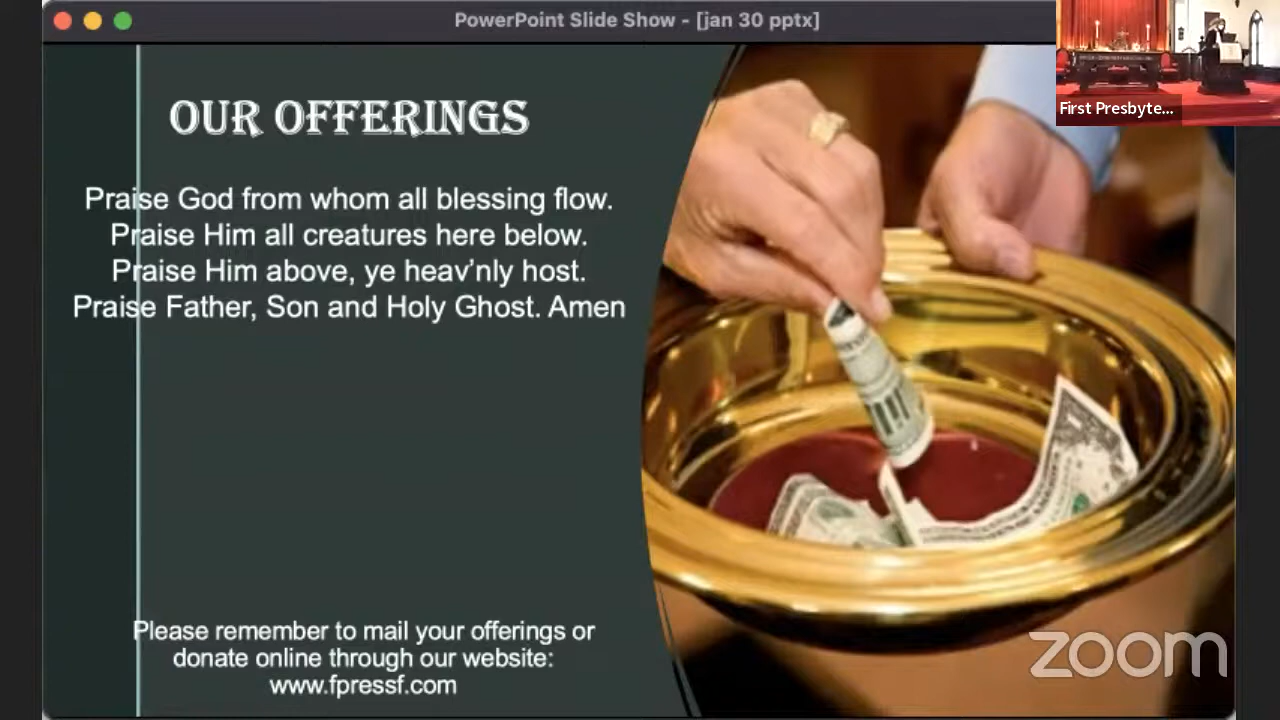 PowerPoint Slide Show - [jan 30 pptx]
First Presbyte...
OUR OFFERINGS
Praise God from whom all blessing flow.
Praise Him all creatures here below.
Praise Him above, ye heav’nly host.
Praise Father, Son and Holy Ghost. Amen
Please remember to mail your offerings or
donate online through our website:
www.fpressf.com
zoom